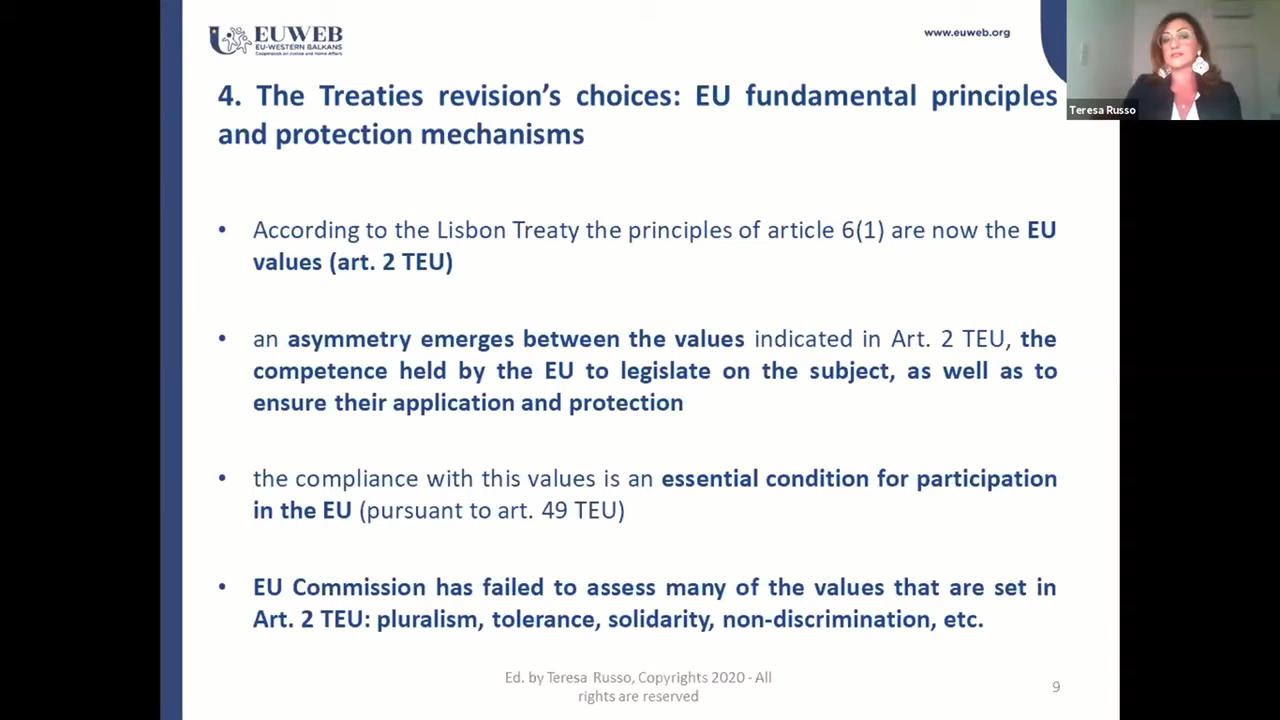 EUWEB
EU-WESTERN BALKANS
Cooperation on Justice and Home Affairs
www.euweb.org
Teresa Russo
4. The Treaties revision's choices: EU fundamental principles
and protection mechanisms
• According to the Lisbon Treaty the principles of article 6(1) are now the EU
values (art. 2 TEU)
• an asymmetry emerges between the values indicated in Art. 2 TEU, the
competence held by the EU to legislate on the subject, as well as to
ensure their application and protection
• the compliance with this values is an essential condition for participation
in the EU (pursuant to art. 49 TEU)
• EU Commission has failed to assess many of the values that are set in
Art. 2 TEU: pluralism, tolerance, solidarity, non-discrimination, etc.
Ed. by Teresa Russo, Copyrights 2020 - All
rights are reserved
9